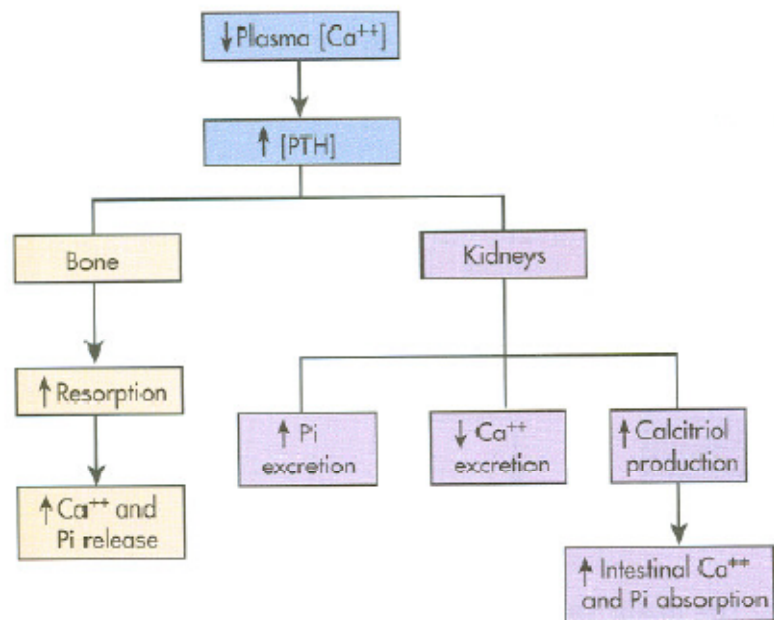 ↓Plasma [Ca⁺⁺]
↑ [PTH]
Bone
Kidneys
↑Resorption
↑Ca⁺⁺ and
Pi release
↑ Pi
excretion
↓ Ca⁺⁺
excretion
↑ Calcitriol
production
↑ Intestinal Ca⁺⁺
and Pi absorption